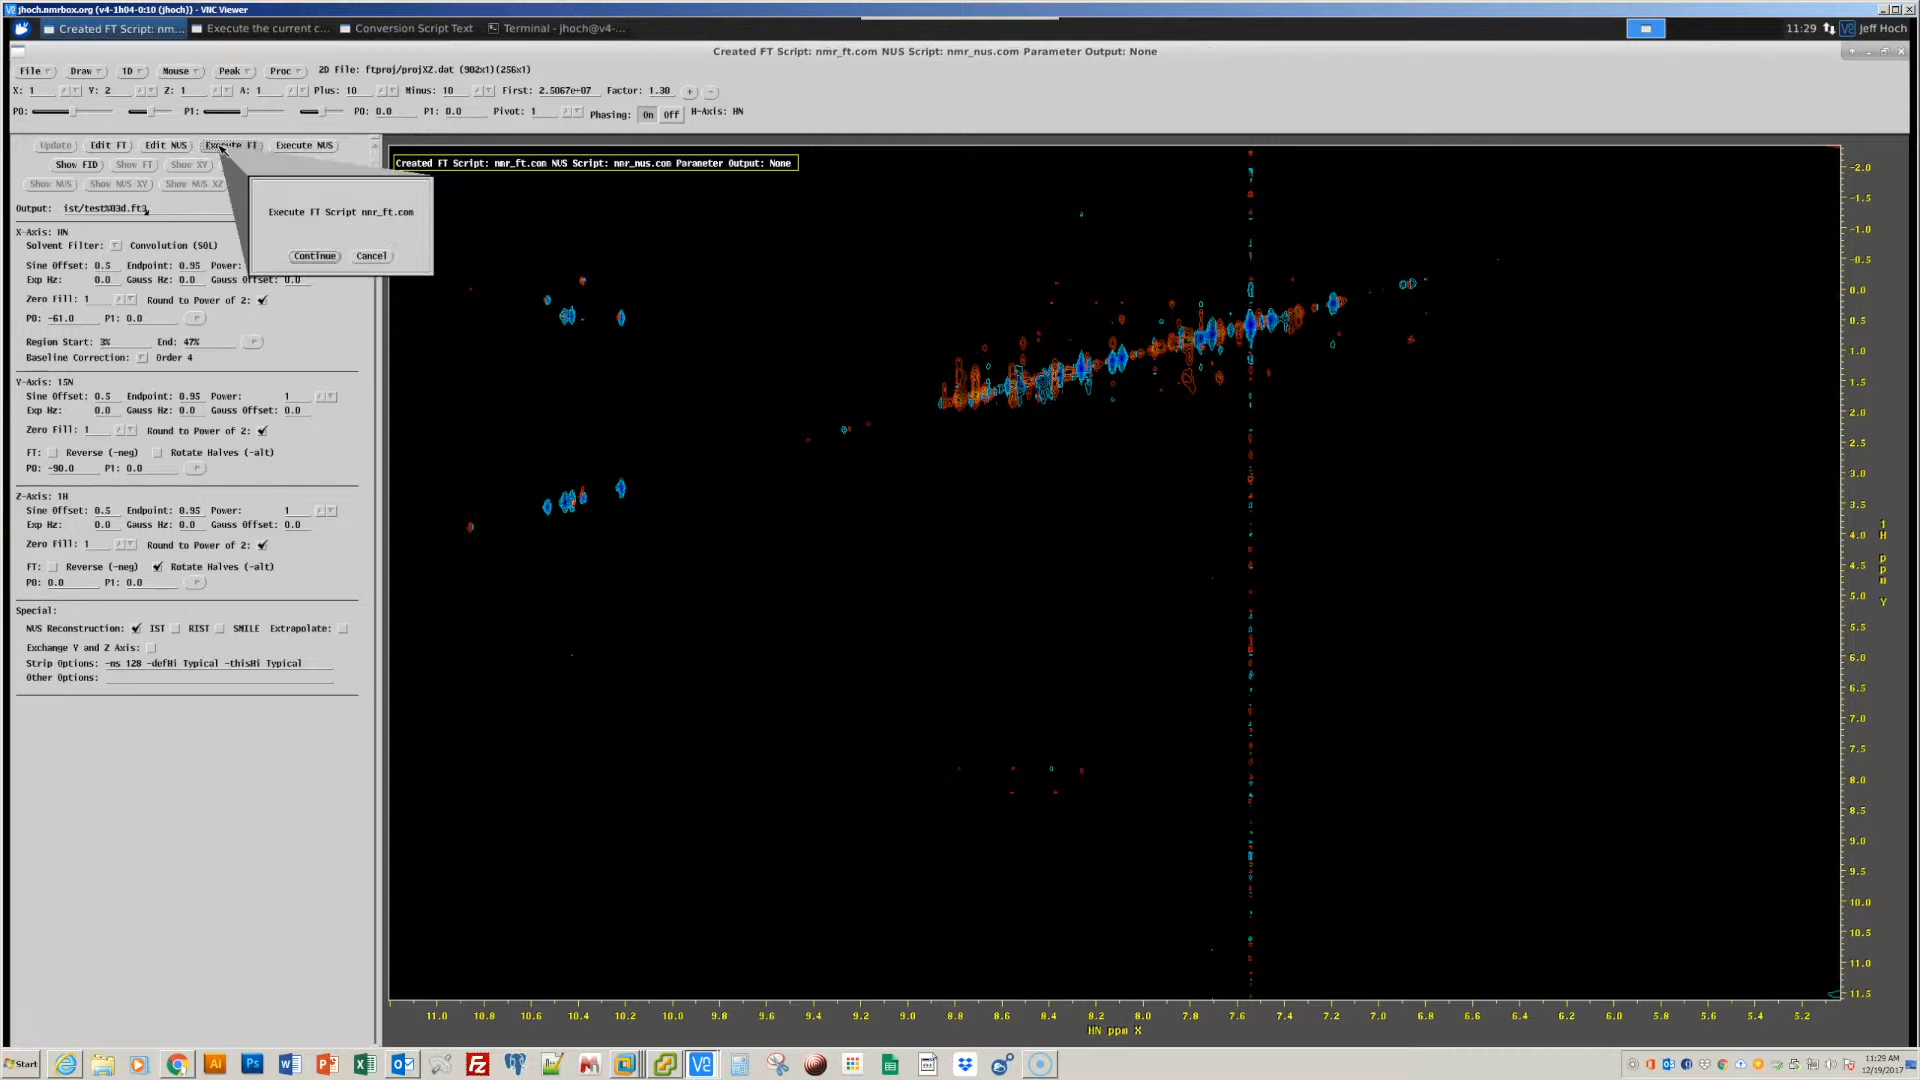 jhoch.nmrbox.org (v4-1h04-0:10 (jhoch)) - VNC Viewer
Created FT Script: nm...
Execute the current c...
Conversion Script Text
Terminal - jhoch@v4-...
11:29
Jeff Hoch
Created FT Script: nmr_ft.com NUS Script: nmr_nus.com Parameter Output: None
File Draw 1D Mouse Peak Proc 2D File: ftproj/projXZ.dat (902x1)(256x1)
X: 1 Y: 2 Z: 1 A: 1 Plus: 10 Minus: 10 First: 2.5067e+07 Factor: 1.30 + -
P0: P1: P0: 0.0 P1: 0.0 Pivot: 1 Phasing: On Off H-Axis: HN
Update Edit FT Edit NUS Execute FT Execute NUS
Show FID Show FT Show XY
Show NUS Show NUS XY Show NUS XZ
Created FT Script: nmr_ft.com NUS Script: nmr_nus.com Parameter Output: None
Execute FT Script nmr_ft.com
Continue Cancel
Output: ist/test%03d.ft3
X-Axis: HN
Solvent Filter: Convolution (SOL)
Sine Offset: 0.5 Endpoint: 0.95 Power:
Exp Hz: 0.0 Gauss Hz: 0.0 Gauss Offset: 0.0
Zero Fill: 1 Round to Power of 2:
P0: -61.0 P1: 0.0
Region Start: 3% End: 47%
Baseline Correction: Order 4
Y-Axis: 15N
Sine Offset: 0.5 Endpoint: 0.95 Power: 1
Exp Hz: 0.0 Gauss Hz: 0.0 Gauss Offset: 0.0
Zero Fill: 1 Round to Power of 2:
FT: Reverse (-neg) Rotate Halves (-alt)
P0: -90.0 P1: 0.0
Z-Axis: 1H
Sine Offset: 0.5 Endpoint: 0.95 Power: 1
Exp Hz: 0.0 Gauss Hz: 0.0 Gauss Offset: 0.0
Zero Fill: 1 Round to Power of 2:
FT: Reverse (-neg) Rotate Halves (-alt)
P0: 0.0 P1: 0.0
Special:
NUS Reconstruction: IST RIST SMILE Extrapolate:
Exchange Y and Z Axis:
Strip Options: -ns 128 -defHi Typical -thisHi Typical
Other Options:
-2.0
-1.5
-1.0
-0.5
0.0
0.5
1.0
1.5
2.0
2.5
3.0
3.5
4.0
4.5
5.0
5.5
6.0
6.5
7.0
7.5
8.0
8.5
9.0
9.5
10.0
10.5
11.0
11.5
1H ppm Y
11.0 10.8 10.6 10.4 10.2 10.0 9.8 9.6 9.4 9.2 9.0 8.8 8.6 8.4 8.2 8.0 7.8 7.6 7.4 7.2 7.0 6.8 6.6 6.4 6.2 6.0 5.8 5.6 5.4 5.2
HN ppm X
Start
11:29 AM
12/19/2017